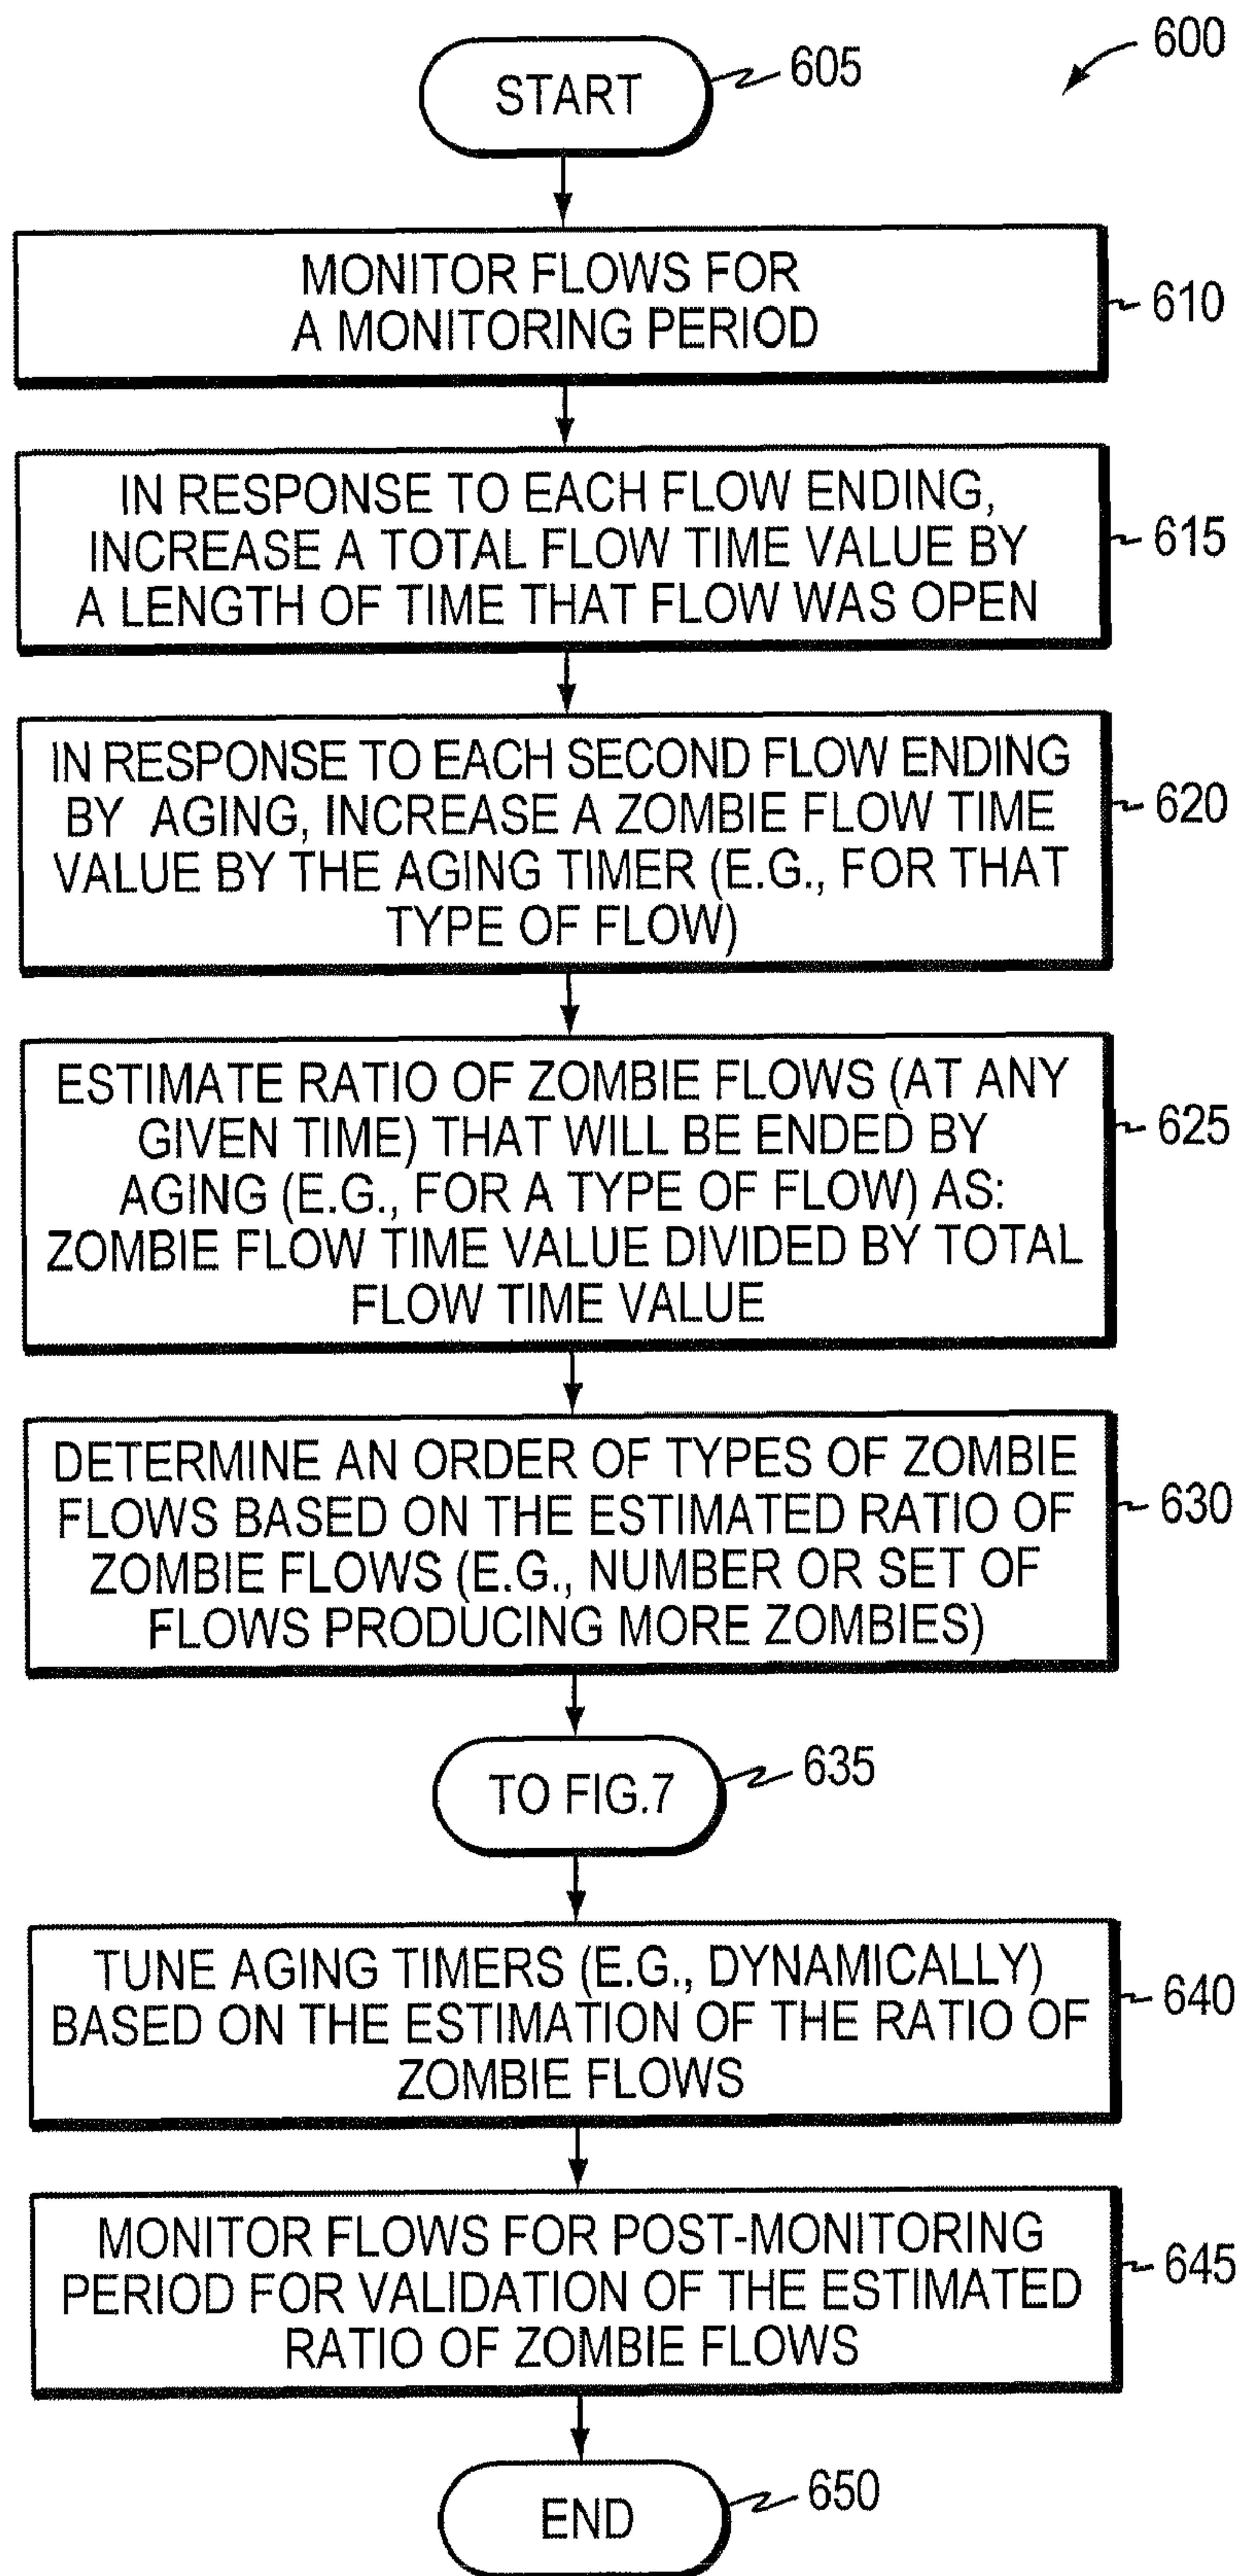 600
START
605
MONITOR FLOWS FOR
A MONITORING PERIOD
610
IN RESPONSE TO EACH FLOW ENDING,
INCREASE A TOTAL FLOW TIME VALUE BY
A LENGTH OF TIME THAT FLOW WAS OPEN
615
IN RESPONSE TO EACH SECOND FLOW ENDING
BY AGING, INCREASE A ZOMBIE FLOW TIME
VALUE BY THE AGING TIMER (E.G., FOR THAT
TYPE OF FLOW)
620
ESTIMATE RATIO OF ZOMBIE FLOWS (AT ANY
GIVEN TIME) THAT WILL BE ENDED BY
AGING (E.G., FOR A TYPE OF FLOW) AS:
ZOMBIE FLOW TIME VALUE DIVIDED BY TOTAL
FLOW TIME VALUE
625
DETERMINE AN ORDER OF TYPES OF ZOMBIE
FLOWS BASED ON THE ESTIMATED RATIO OF
ZOMBIE FLOWS (E.G., NUMBER OR SET OF
FLOWS PRODUCING MORE ZOMBIES)
630
TO FIG.7
635
TUNE AGING TIMERS (E.G., DYNAMICALLY)
BASED ON THE ESTIMATION OF THE RATIO OF
ZOMBIE FLOWS
640
MONITOR FLOWS FOR POST-MONITORING
PERIOD FOR VALIDATION OF THE ESTIMATED
RATIO OF ZOMBIE FLOWS
645
END
650